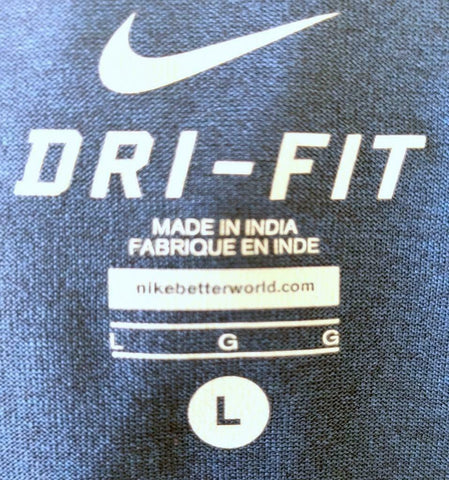 DRI-FIT
MADE IN INDIA
FABRIQUE EN INDE
nikebetterworld.com
L G G
L